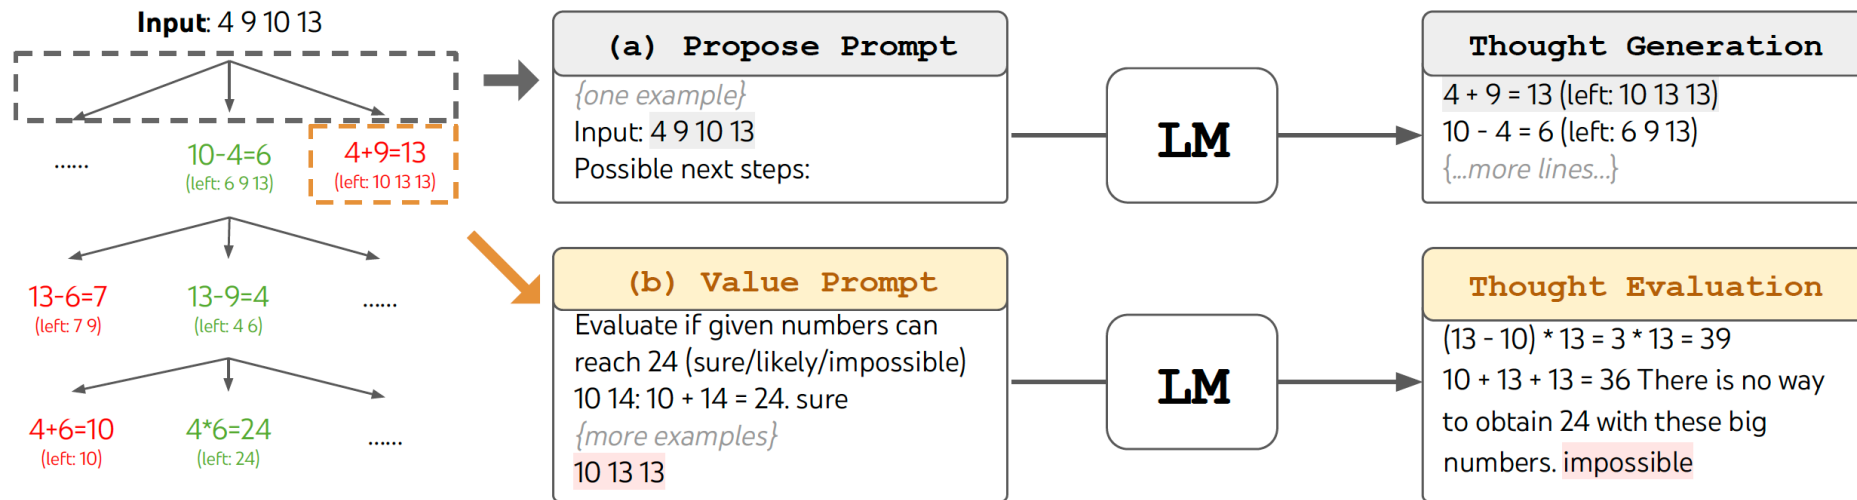 Input: 4 9 10 13
......
10-4=6
(left: 6 9 13)
4+9=13
(left: 10 13 13)
13-6=7
(left: 7 9)
13-9=4
(left: 4 6)
......
4+6=10
(left: 10)
4*6=24
(left: 24)
......
(a) Propose Prompt
{one example}
Input: 4 9 10 13
Possible next steps:
LM
Thought Generation
4 + 9 = 13 (left: 10 13 13)
10 - 4 = 6 (left: 6 9 13)
{...more lines...}
(b) Value Prompt
Evaluate if given numbers can
reach 24 (sure/likely/impossible)
10 14: 10 + 14 = 24. sure
{more examples}
10 13 13
LM
Thought Evaluation
(13 - 10) * 13 = 3 * 13 = 39
10 + 13 + 13 = 36 There is no way
to obtain 24 with these big
numbers. impossible